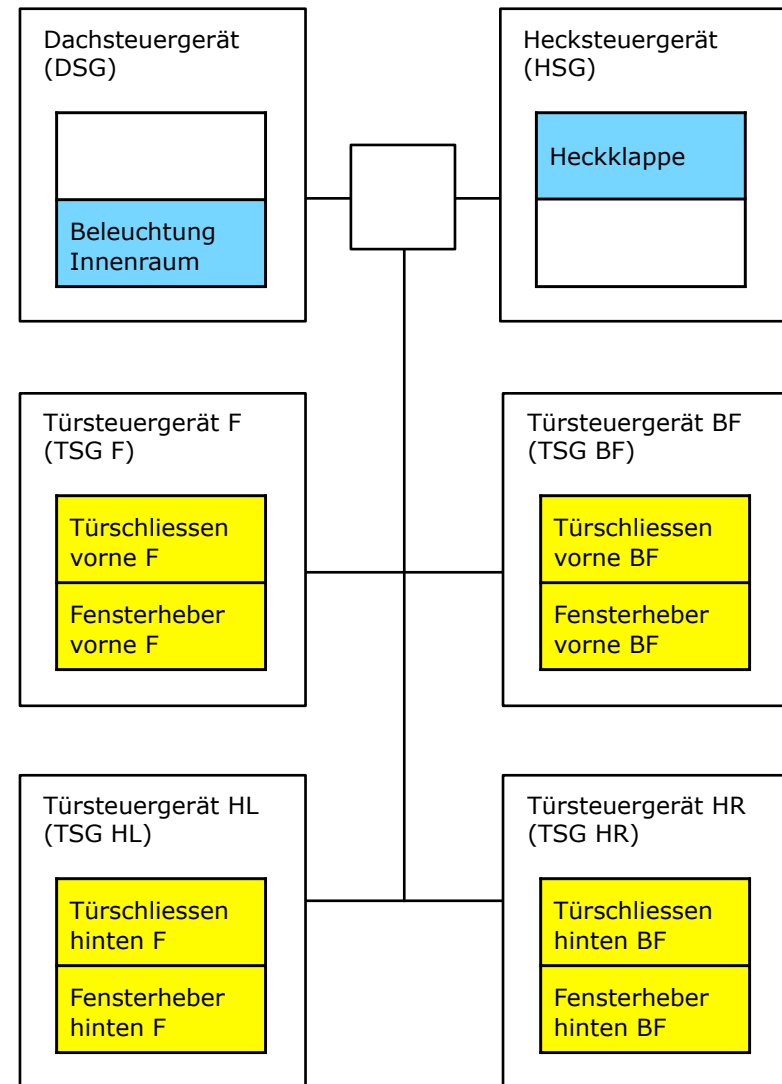 Dachsteuergerät
(DSG)
Beleuchtung
Innenraum
Hecksteuergerät
(HSG)
Heckklappe
Türsteuergerät F
(TSG F)
Türschliessen
vorne F
Fensterheber
vorne F
Türsteuergerät BF
(TSG BF)
Türschliessen
vorne BF
Fensterheber
vorne BF
Türsteuergerät HL
(TSG HL)
Türschliessen
hinten F
Fensterheber
hinten F
Türsteuergerät HR
(TSG HR)
Türschliessen
hinten BF
Fensterheber
hinten BF